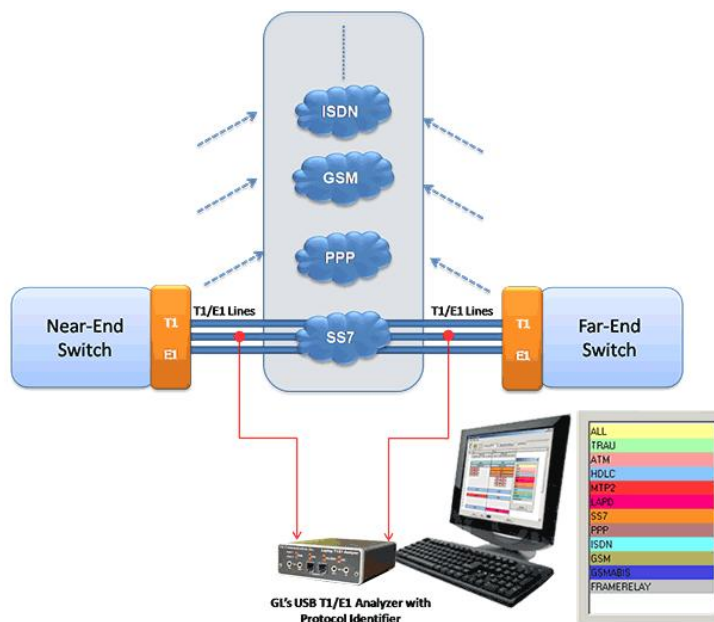 ISDN
GSM
PPP
T1/E1 Lines
T1/E1 Lines
Near-End
Switch
T1
E1
SS7
T1
E1
Far-End
Switch
ALL
TRAU
ATM
HDLC
MTP2
LAPD
SS7
PPP
ISDN
GSM
GSMABIS
FRAMERELAY
GL's USB T1/E1 Analyzer with
Protocol Identifier